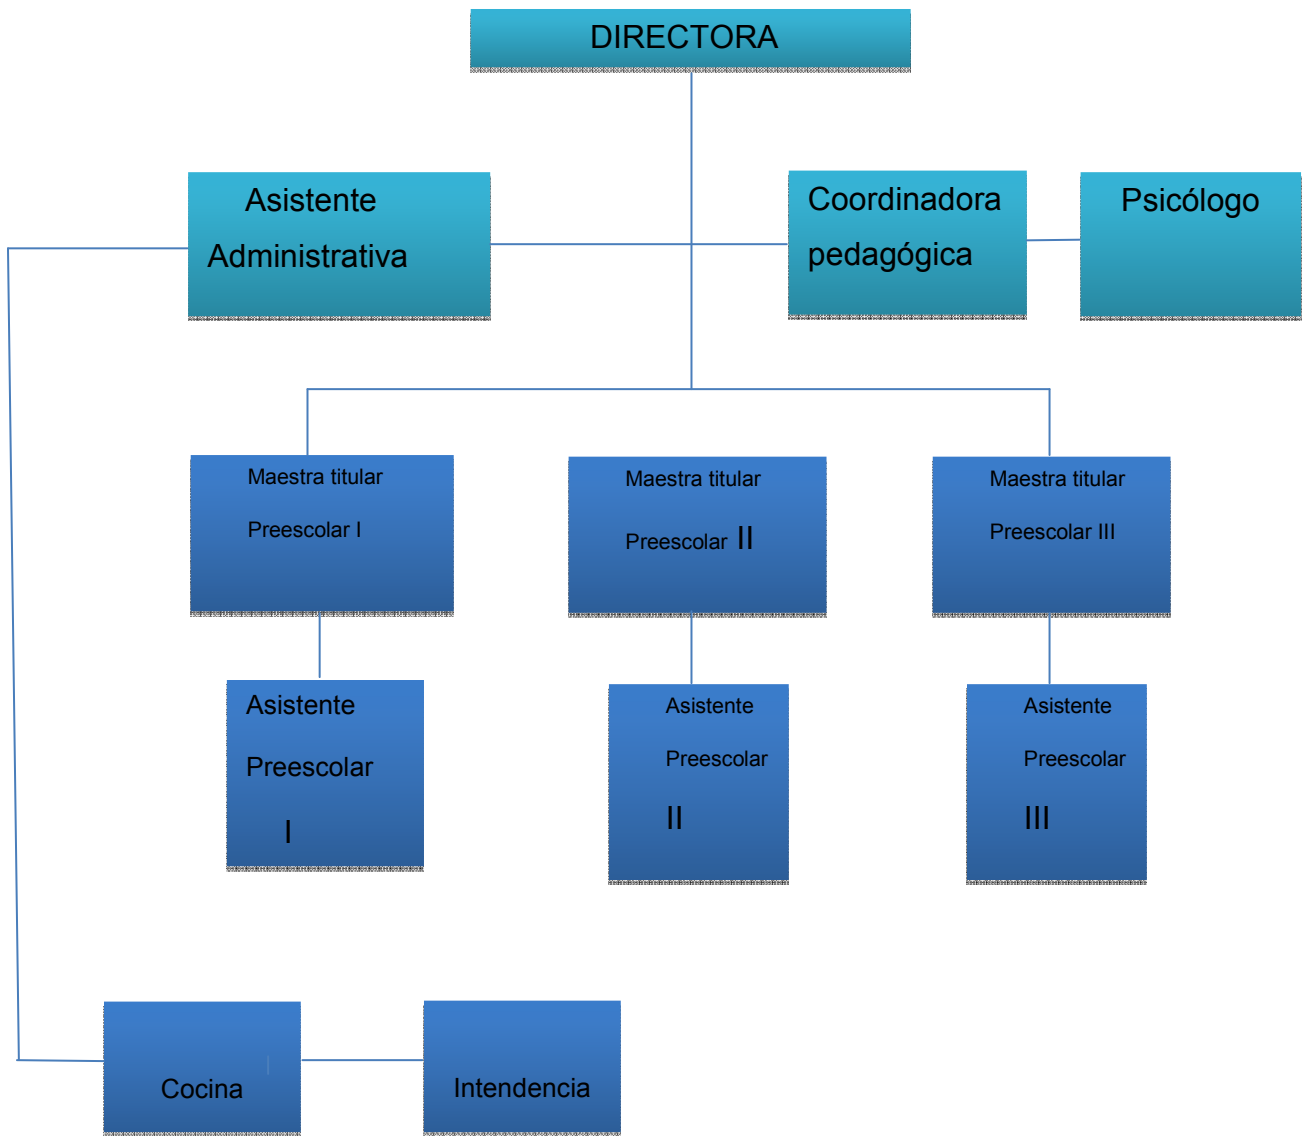 DIRECTORA
Asistente
Administrativa
Coordinadora
pedagógica
Psicólogo
Maestra titular
Preescolar I
Maestra titular
Preescolar II
Maestra titular
Preescolar III
Asistente
Preescolar
I
Asistente
Preescolar
II
Asistente
Preescolar
III
Cocina
Intendencia